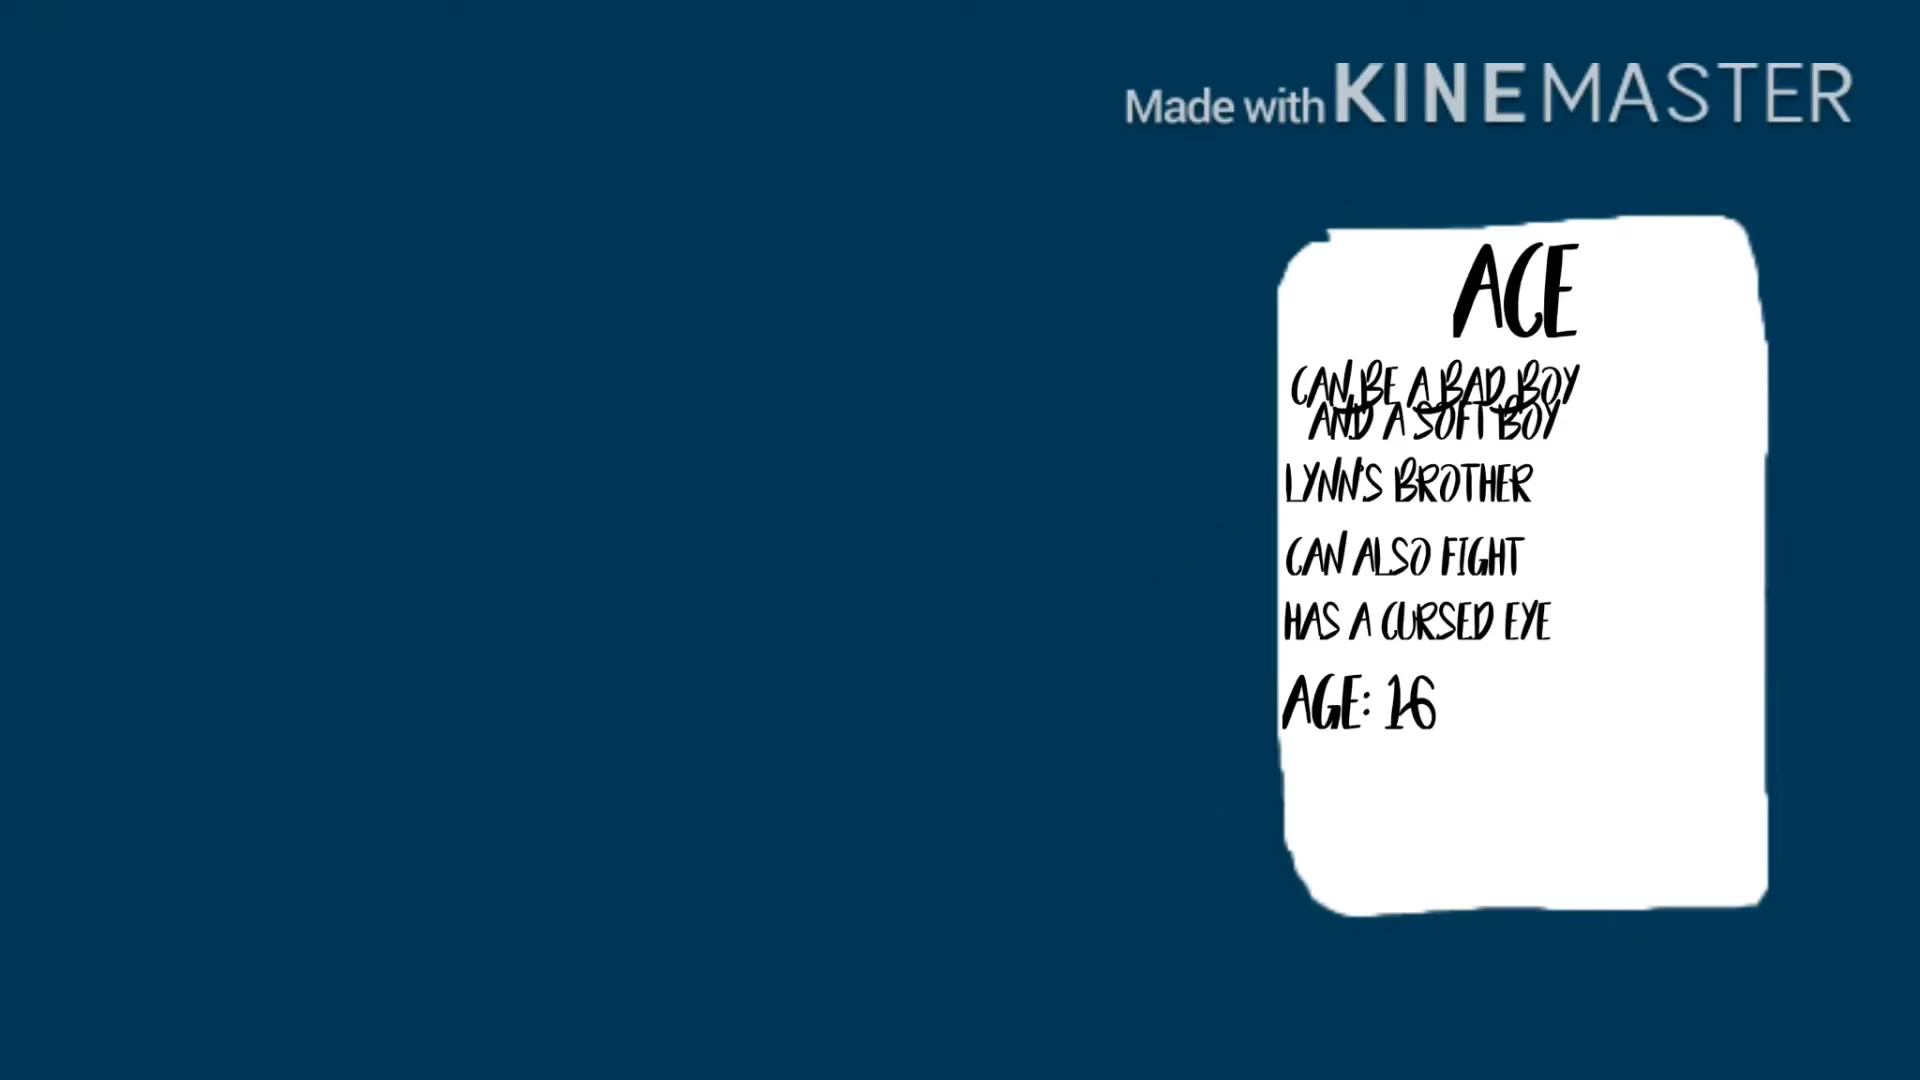 Made with KINEMASTER
ACE
CAN BE A BAD BOY
AND A SOFT BOY
LYNN'S BROTHER
CAN ALSO FIGHT
HAS A CURSED EYE
AGE: 16